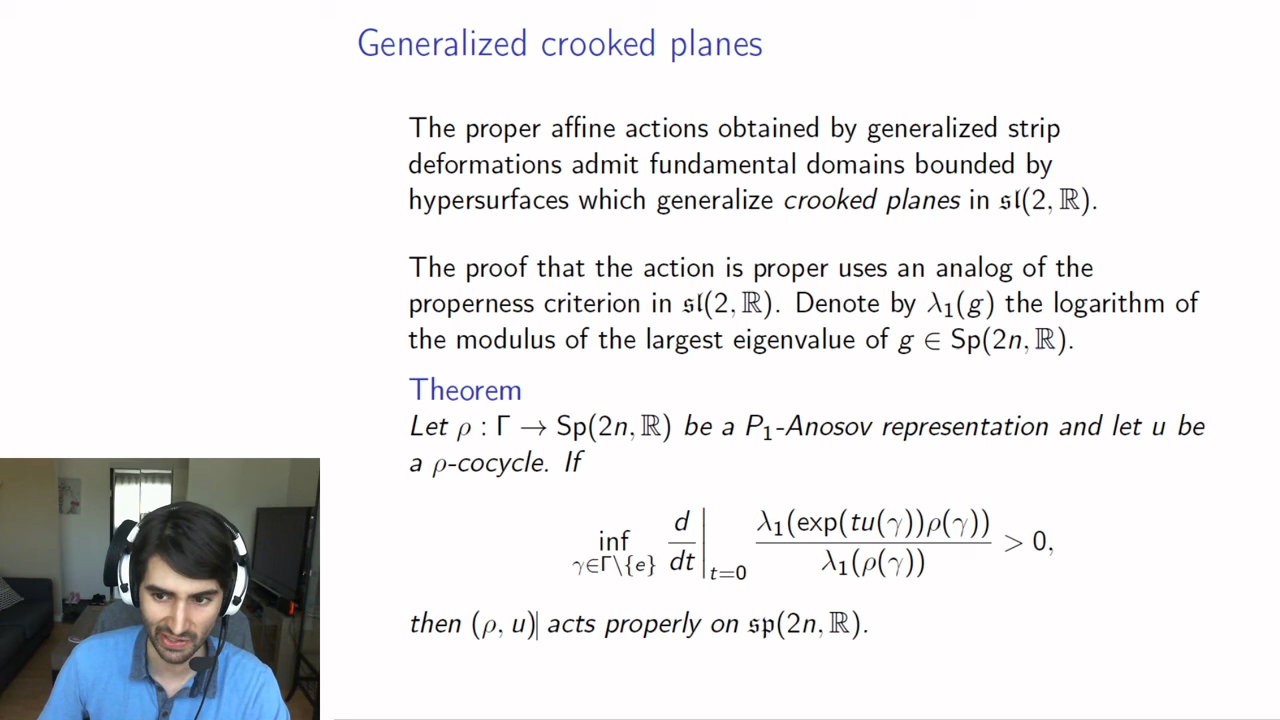 Generalized crooked planes
The proper affine actions obtained by generalized strip
deformations admit fundamental domains bounded by
hypersurfaces which generalize crooked planes in 𝔰𝔩(2, ℝ).
The proof that the action is proper uses an analog of the
properness criterion in 𝔰𝔩(2, ℝ). Denote by λ₁(g) the logarithm of
the modulus of the largest eigenvalue of g ∈ Sp(2n, ℝ).
Theorem
Let ρ : Γ → Sp(2n, ℝ) be a P₁-Anosov representation and let u be
a ρ-cocycle. If
inf_{γ∈Γ\{e}} d/dt|_{t=0} λ₁(exp(tu(γ))ρ(γ)) / λ₁(ρ(γ)) > 0,
then (ρ, u) acts properly on 𝔰𝔭(2n, ℝ).